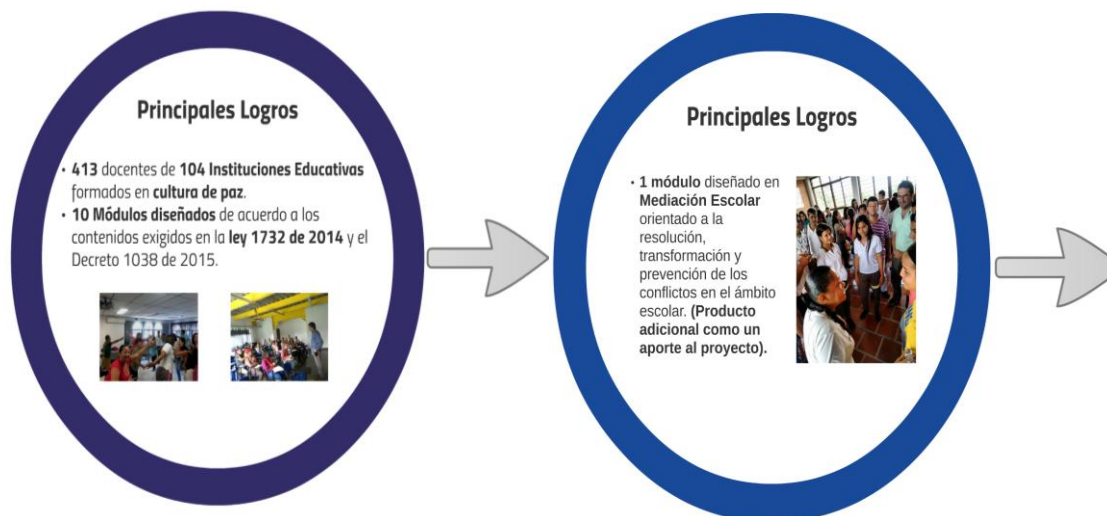 Principales Logros
• 413 docentes de 104 Instituciones Educativas
formados en cultura de paz.
• 10 Módulos diseñados de acuerdo a los
contenidos exigidos en la ley 1732 de 2014 y el
Decreto 1038 de 2015.
Principales Logros
• 1 módulo diseñado en
Mediación Escolar
orientado a la
resolución,
transformación y
prevención de los
conflictos en el ámbito
escolar. (Producto
adicional como un
aporte al proyecto).